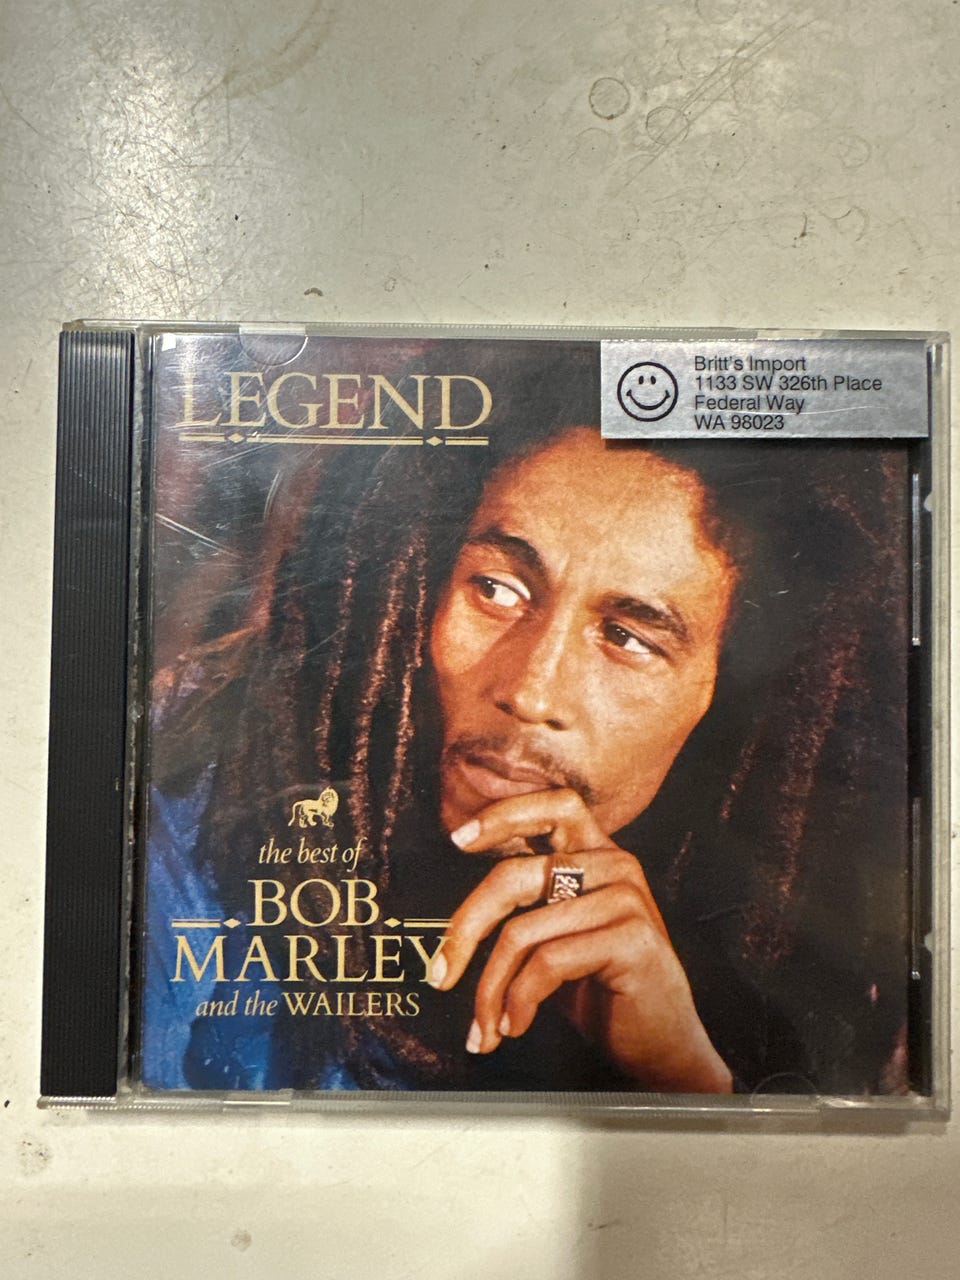 LEGEND
Britt's Import
1133 SW 326th Place
Federal Way
WA 98023
the best of
BOB
MARLEY
and the WAILERS